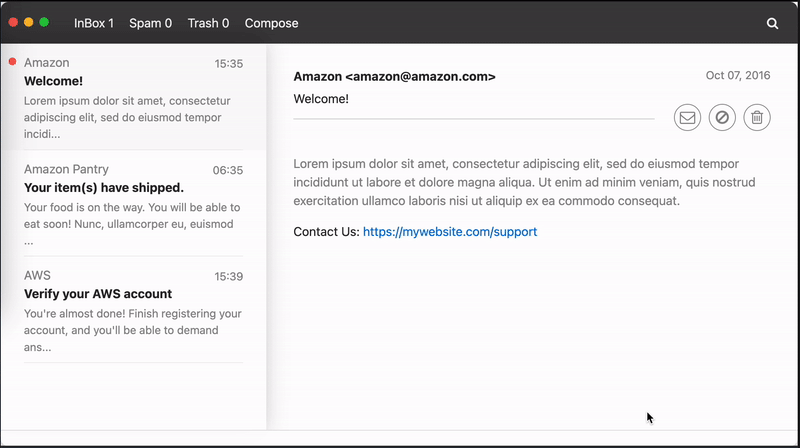 InBox 1 Spam 0 Trash 0 Compose
Amazon 15:35
Welcome!
Lorem ipsum dolor sit amet, consectetur
adipiscing elit, sed do eiusmod tempor
incidi...
Amazon Pantry 06:35
Your item(s) have shipped.
Your food is on the way. You will be able to
eat soon! Nunc, ullamcorper eu, euismod
...
AWS 15:39
Verify your AWS account
You're almost done! Finish registering your
account, and you'll be able to demand
ans...
Amazon <amazon@amazon.com> Oct 07, 2016
Welcome!
Lorem ipsum dolor sit amet, consectetur adipiscing elit, sed do eiusmod tempor
incididunt ut labore et dolore magna aliqua. Ut enim ad minim veniam, quis nostrud
exercitation ullamco laboris nisi ut aliquip ex ea commodo consequat.
Contact Us: https://mywebsite.com/support